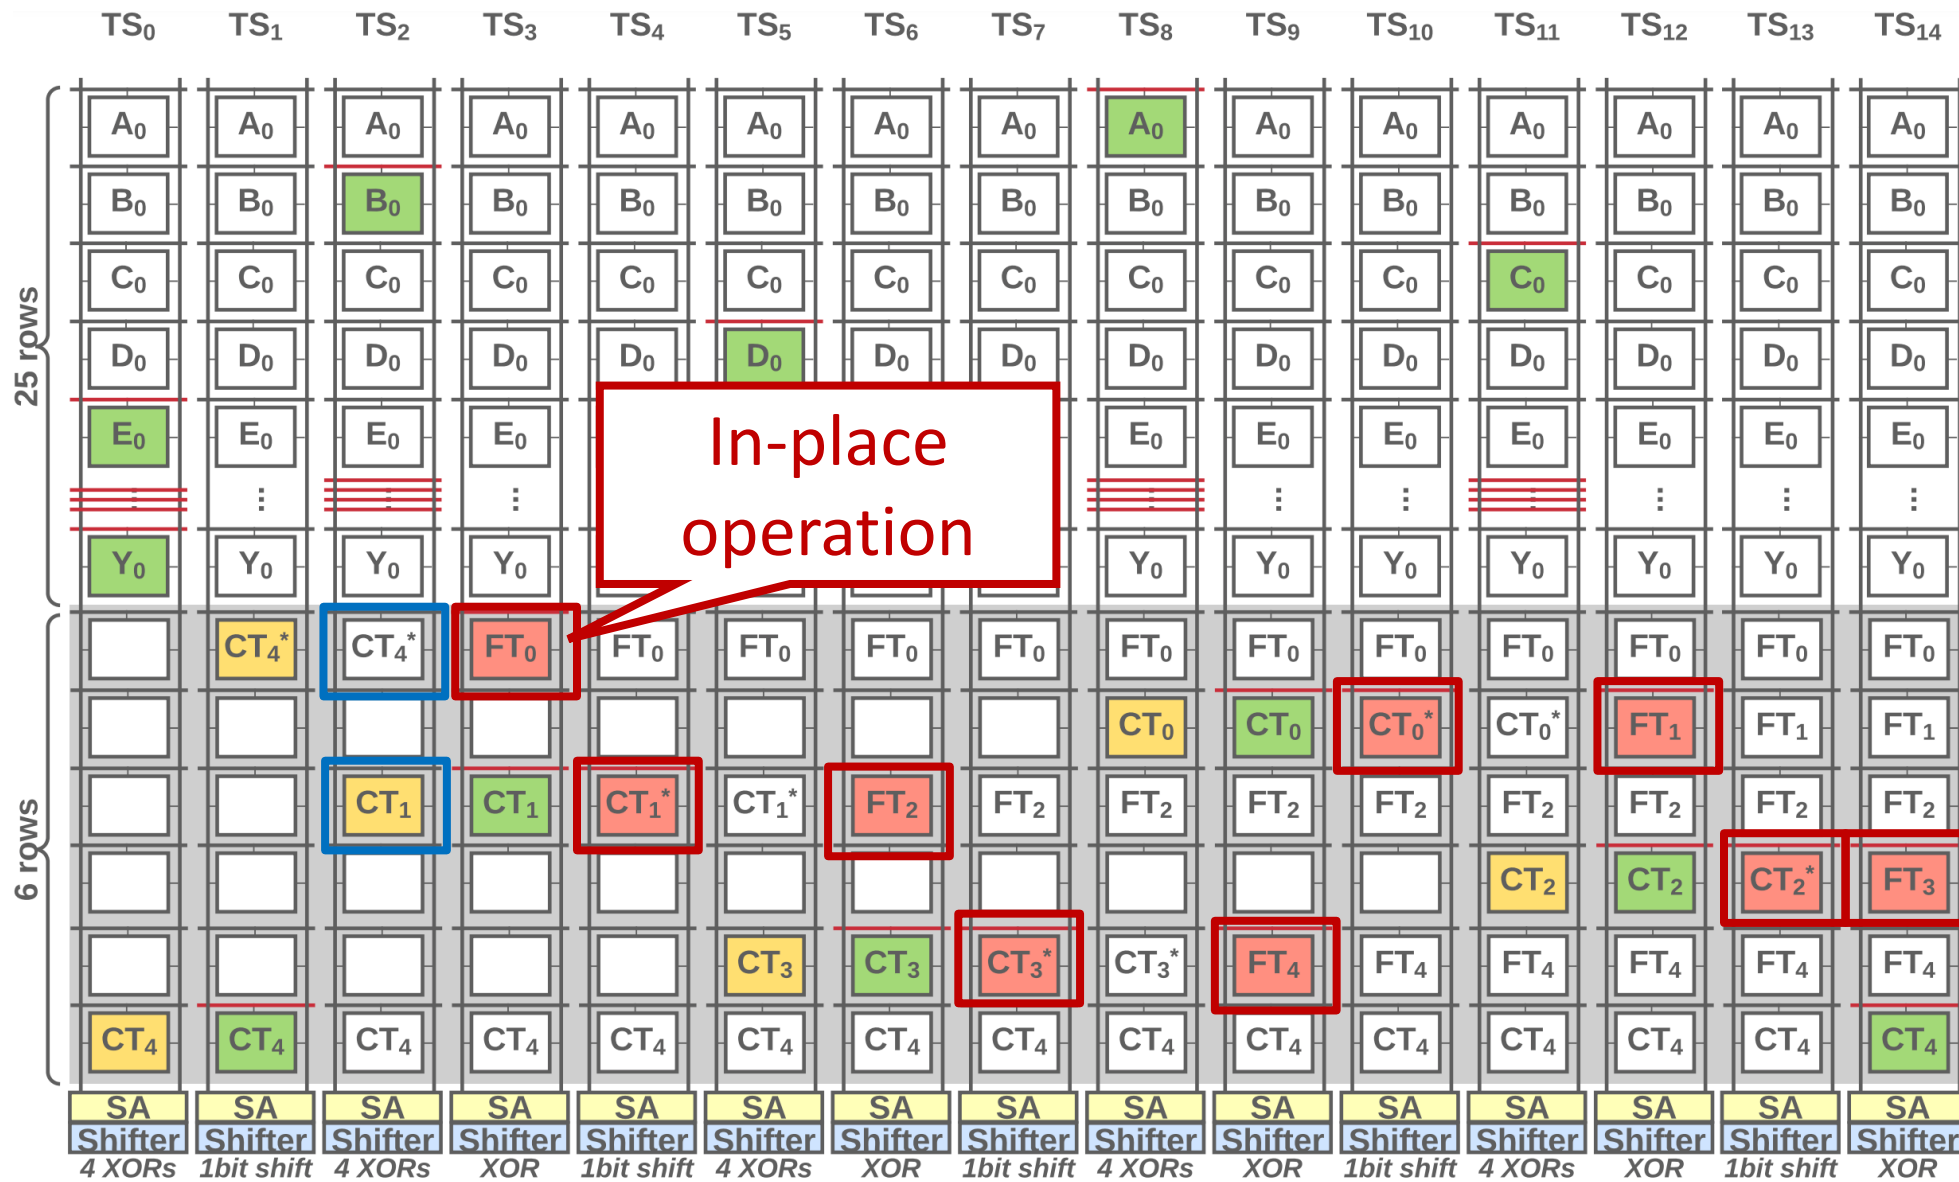 TS0 TS1 TS2 TS3 TS4 TS5 TS6 TS7 TS8 TS9 TS10 TS11 TS12 TS13 TS14
25 rows
A0 A0 A0 A0 A0 A0 A0 A0 A0 A0 A0 A0 A0 A0 A0
B0 B0 B0 B0 B0 B0 B0 B0 B0 B0 B0 B0 B0 B0 B0
C0 C0 C0 C0 C0 C0 C0 C0 C0 C0 C0 C0 C0 C0 C0
D0 D0 D0 D0 D0 D0 D0 D0 D0 D0 D0 D0 D0 D0 D0
E0 E0 E0 E0 E0 E0 E0 E0 E0 E0 E0
In-place
operation
Y0 Y0 Y0 Y0 Y0 Y0 Y0 Y0 Y0 Y0 Y0
6 rows
CT4* CT4* FT0 FT0 FT0 FT0 FT0 FT0 FT0 FT0 FT0 FT0 FT0 FT0
CT0 CT0 CT0* CT0* FT1 FT1 FT1
CT1 CT1 CT1* CT1* FT2 FT2 FT2 FT2 FT2 FT2 FT2 FT2 FT2
CT2 CT2 CT2* FT3
CT3 CT3 CT3* CT3* FT4 FT4 FT4 FT4 FT4 FT4
CT4 CT4 CT4 CT4 CT4 CT4 CT4 CT4 CT4 CT4 CT4 CT4 CT4 CT4 CT4
SA SA SA SA SA SA SA SA SA SA SA SA SA SA SA
Shifter Shifter Shifter Shifter Shifter Shifter Shifter Shifter Shifter Shifter Shifter Shifter Shifter Shifter Shifter
4 XORs 1bit shift 4 XORs XOR 1bit shift 4 XORs XOR 1bit shift 4 XORs XOR 1bit shift 4 XORs XOR 1bit shift XOR